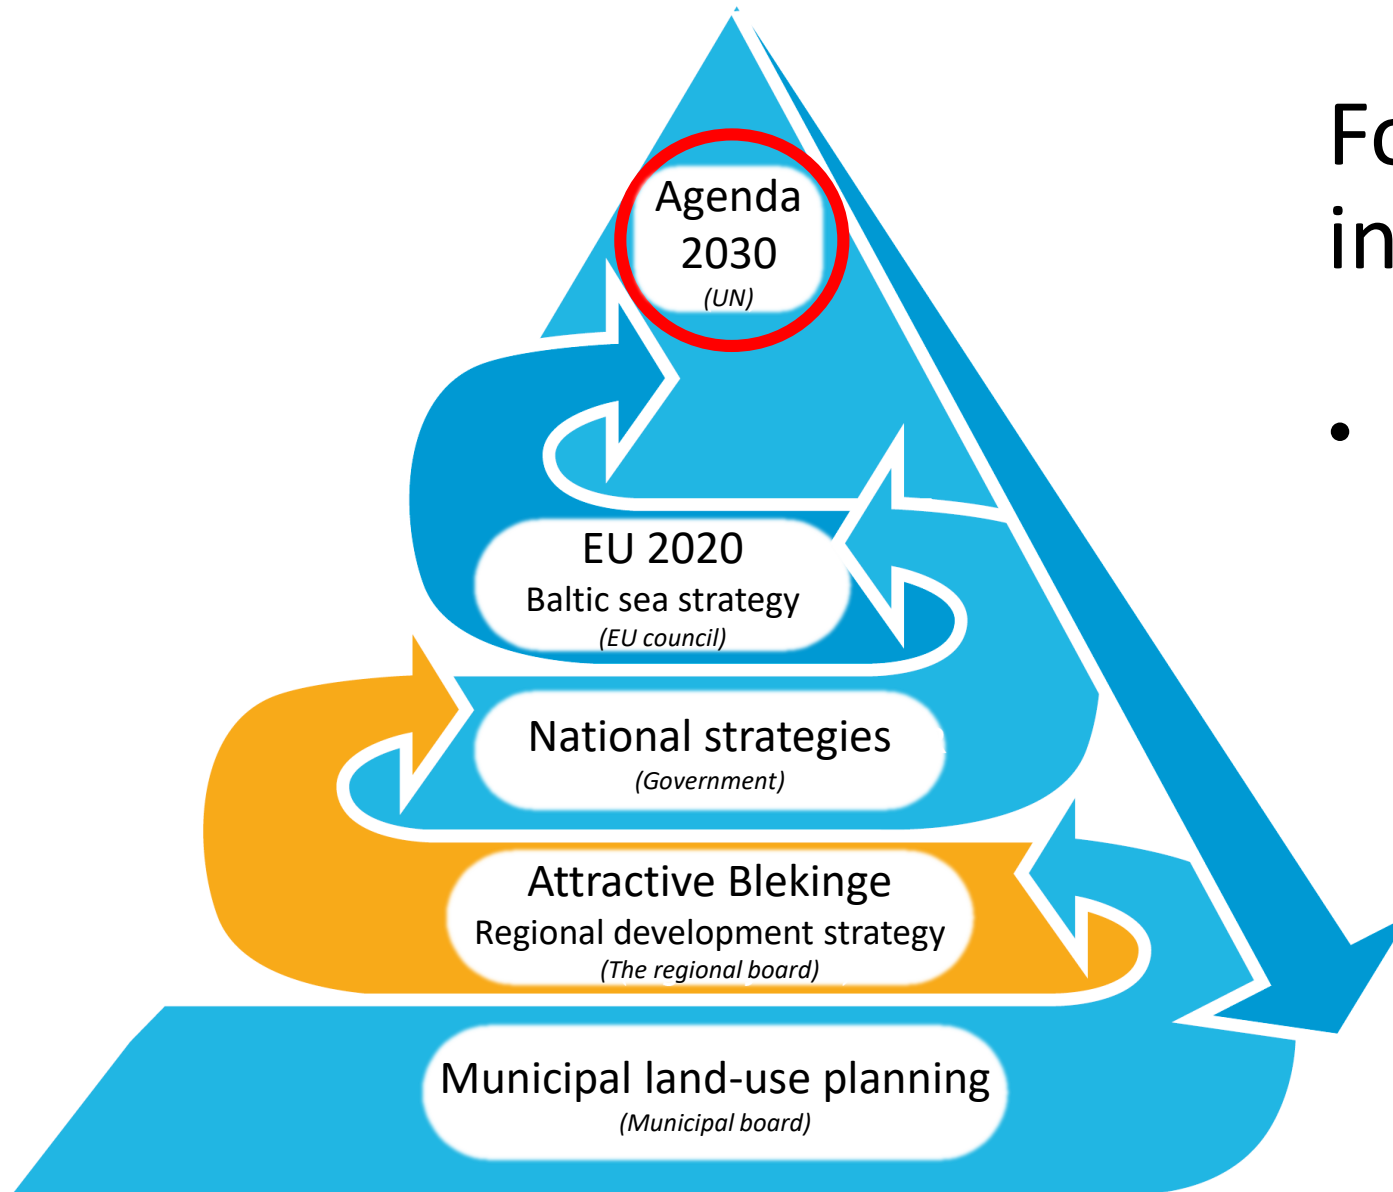 Agenda
2030
(UN)
EU 2020
Baltic sea strategy
(EU council)
National strategies
(Government)
Attractive Blekinge
Regional development strategy
(The regional board)
Municipal land-use planning
(Municipal board)
•